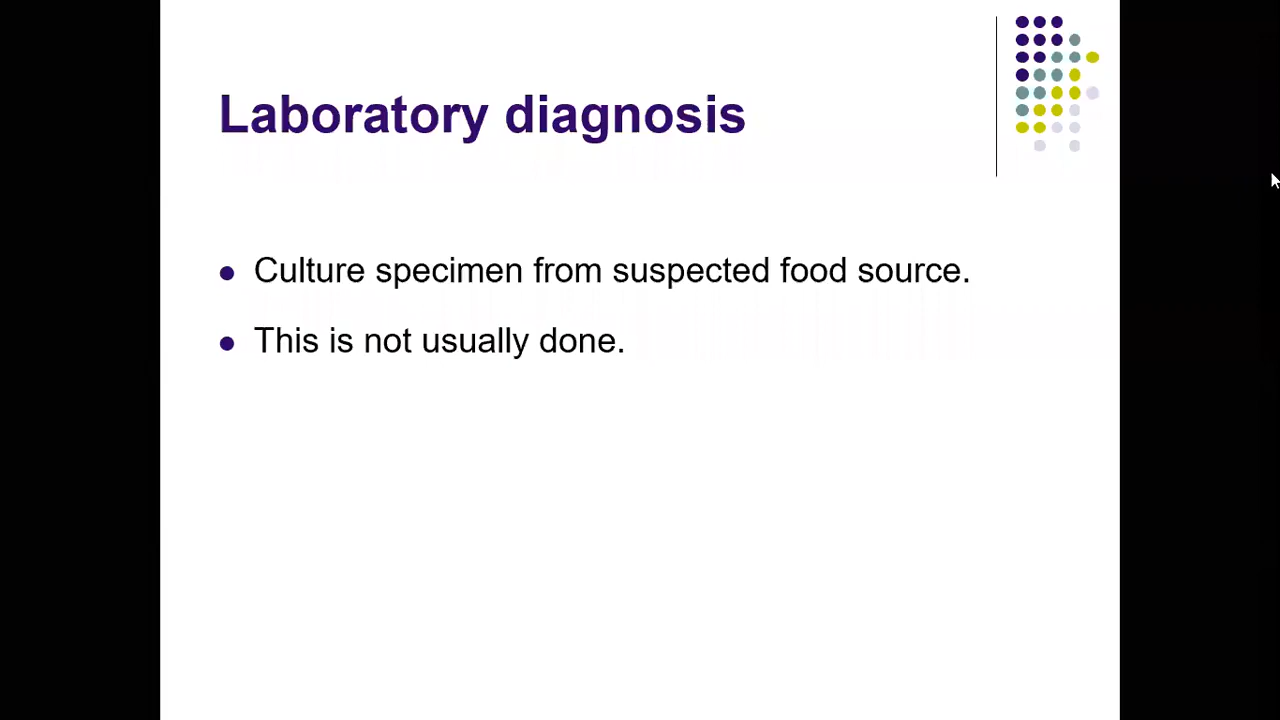 Laboratory diagnosis
Culture specimen from suspected food source.
This is not usually done.